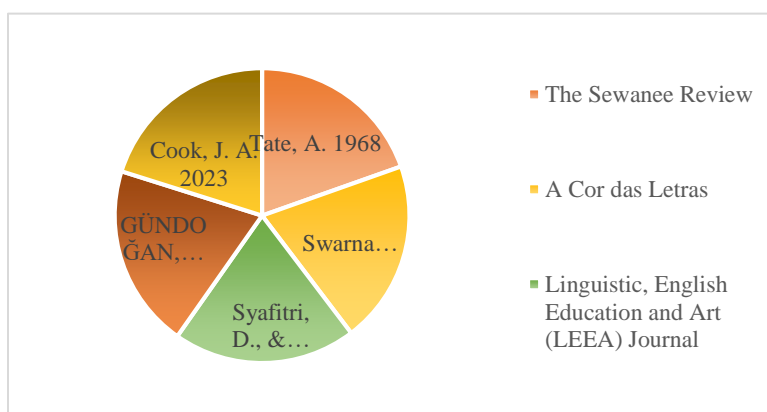 Cook, J. A.
2023
Tate, A. 1968
GÜNDO
ĞAN,...
Swarna...
Syafitri,
D., &...
The Sewanee Review
A Cor das Letras
Linguistic, English
Education and Art
(LEEA) Journal